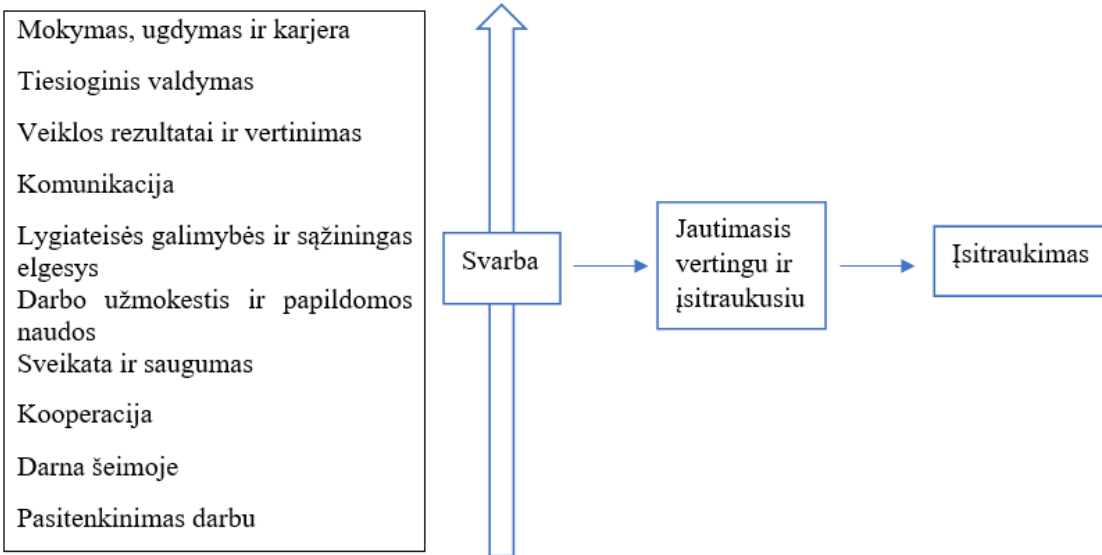 Mokymas, ugdymas ir karjera
Tiesioginis valdymas
Veiklos rezultatai ir vertinimas
Komunikacija
Lygiateisės galimybės ir sąžiningas
elgesys
Darbo užmokestis ir papildomos
naudos
Sveikata ir saugumas
Kooperacija
Darna šeimoje
Pasitenkinimas darbu
Svarba
Jautimasis
vertingu ir
įsitraukusiu
Įsitraukimas